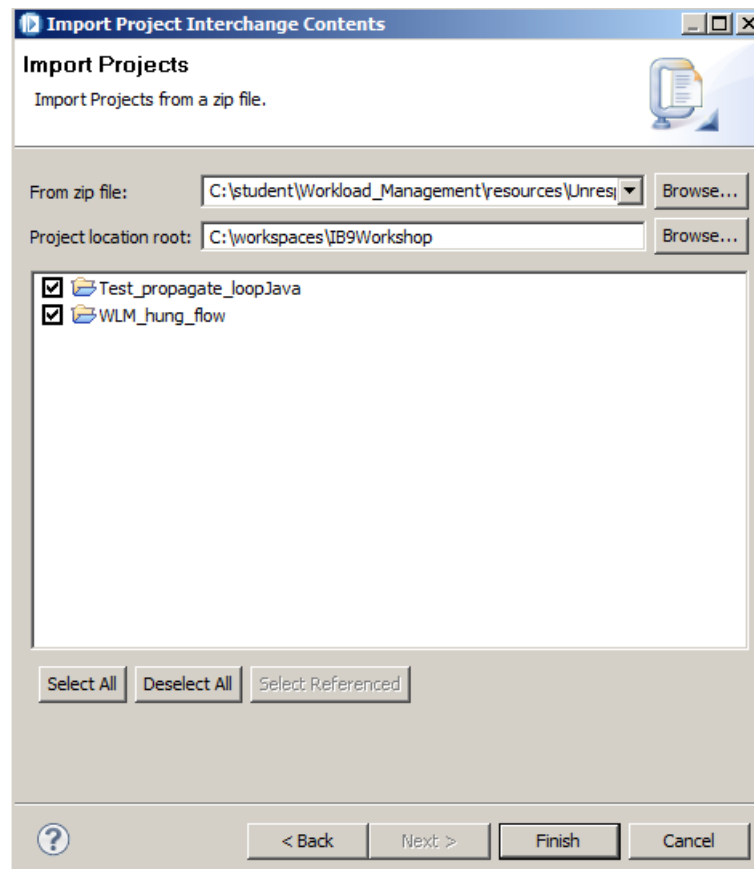 Import Project Interchange Contents
Import Projects
Import Projects from a zip file.
From zip file: C:\student\Workload_Management\resources\Unresp Browse...
Project location root: C:\workspaces\IB9Workshop Browse...
Test_propagate_loopJava
WLM_hung_flow
Select All Deselect All Select Referenced
? < Back Next > Finish Cancel